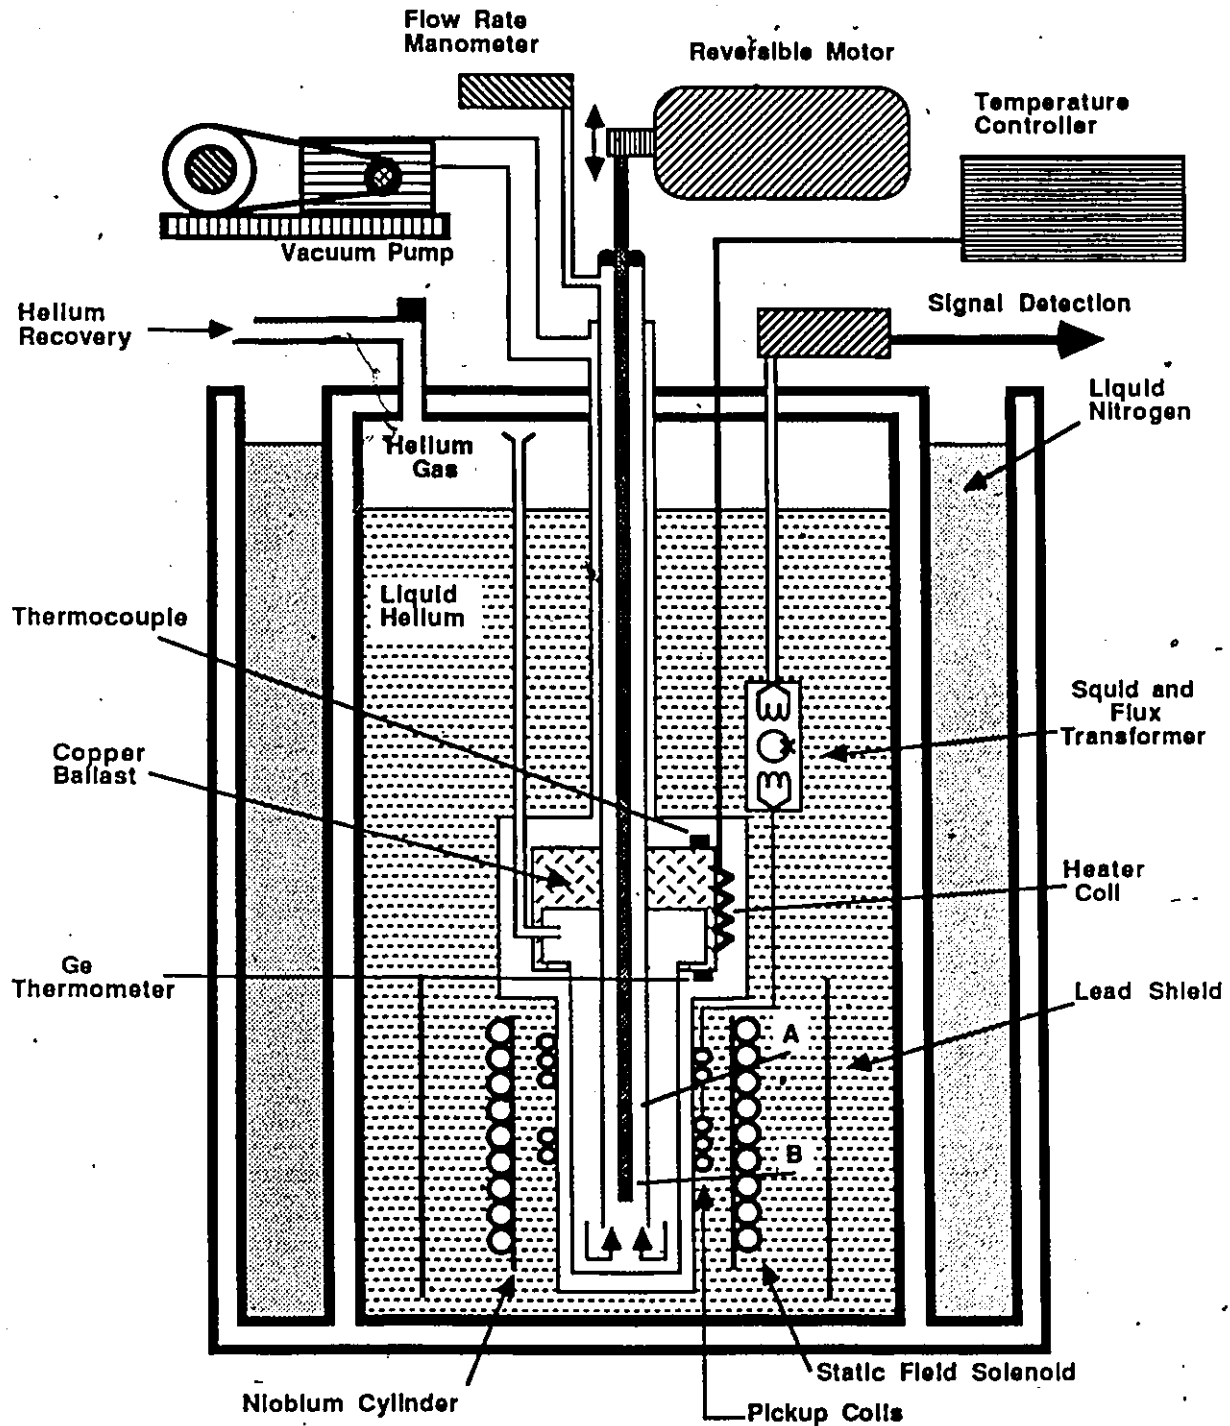 Flow Rate
Manometer
Reversible Motor
Temperature
Controller
Vacuum Pump
Helium
Recovery
Signal Detection
Liquid
Nitrogen
Helium
Gas
Liquid
Helium
Thermocouple
Squid and
Flux
Transformer
Copper
Ballast
Heater
Coil
Ge
Thermometer
Lead Shield
A
B
Static Field Solenoid
Niobium Cylinder
Pickup Coils